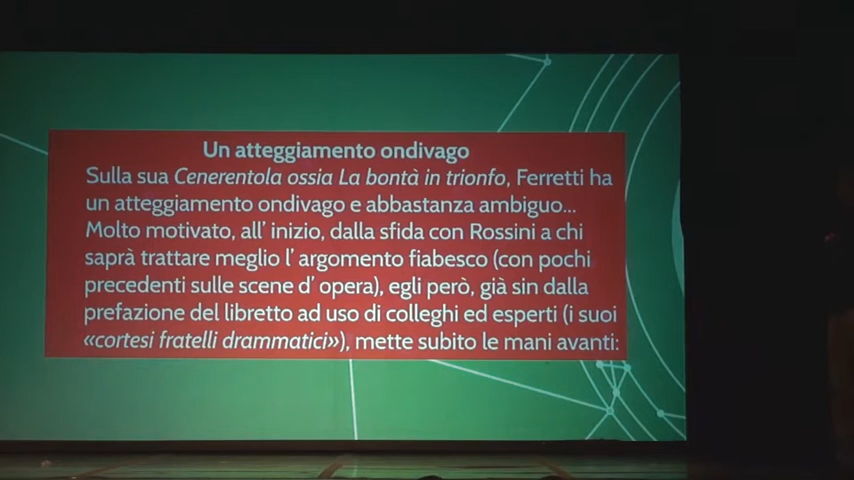 Un atteggiamento ondivago
Sulla sua Cenerentola ossia La bontà in trionfo, Ferretti ha
un atteggiamento ondivago e abbastanza ambiguo...
Molto motivato, all' inizio, dalla sfida con Rossini a chi
saprà trattare meglio l' argomento fiabesco (con pochi
precedenti sulle scene d' opera), egli però, già sin dalla
prefazione del libretto ad uso di colleghi ed esperti (i suoi
«cortesi fratelli drammatici»), mette subito le mani avanti: